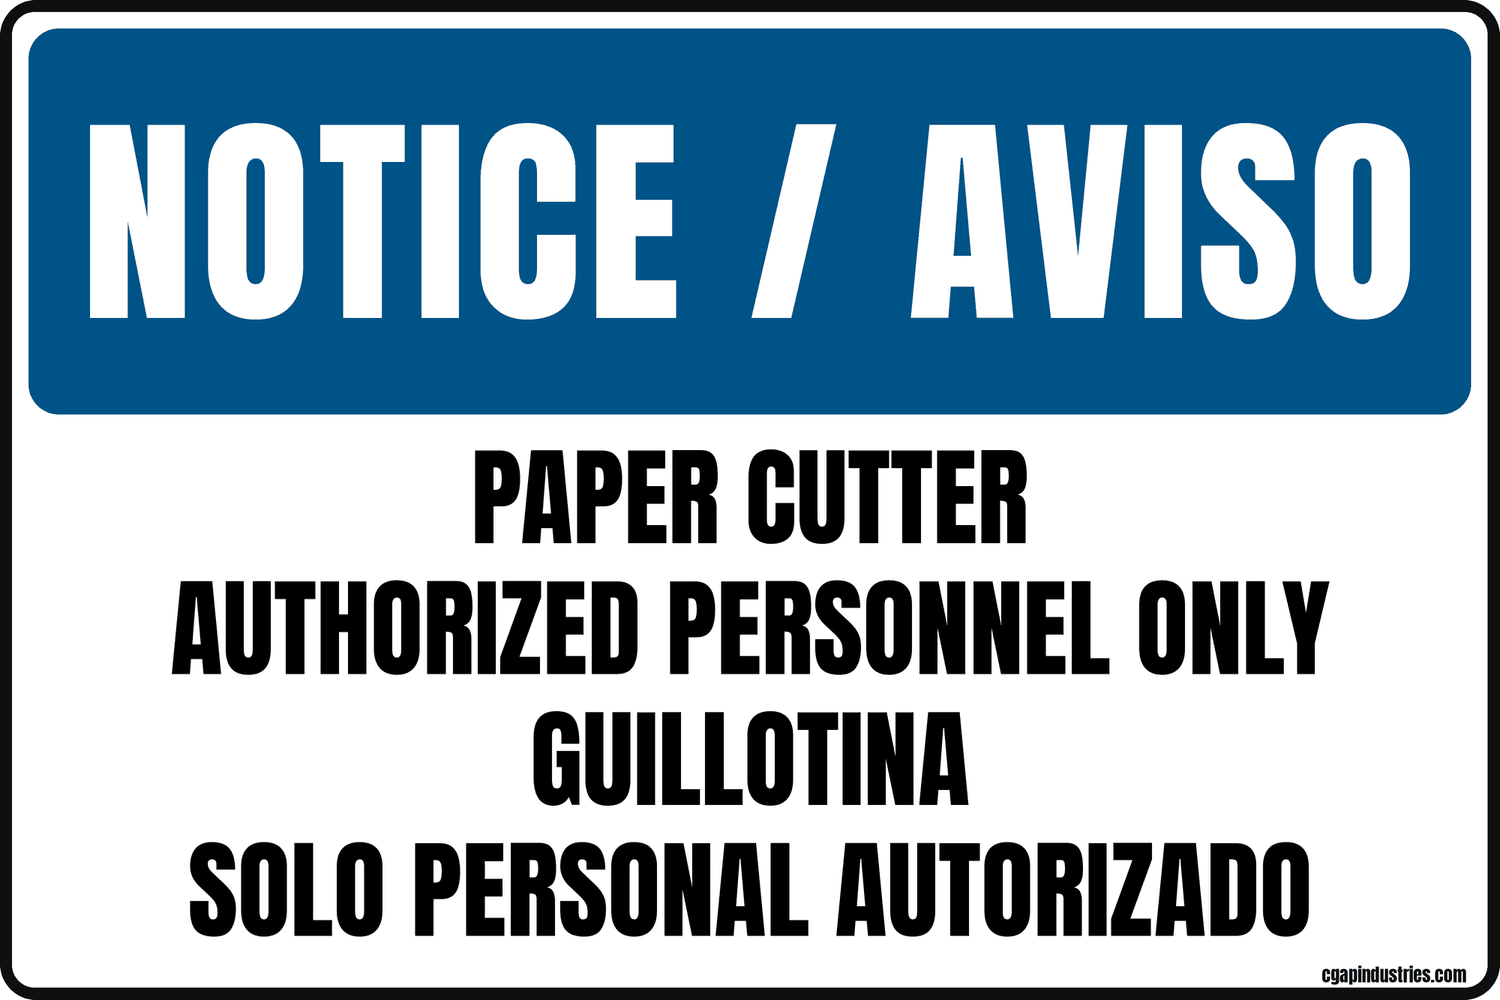 NOTICE / AVISO
PAPER CUTTER
AUTHORIZED PERSONNEL ONLY
GUILLOTINA
SOLO PERSONAL AUTORIZADO
cgapindustries.com